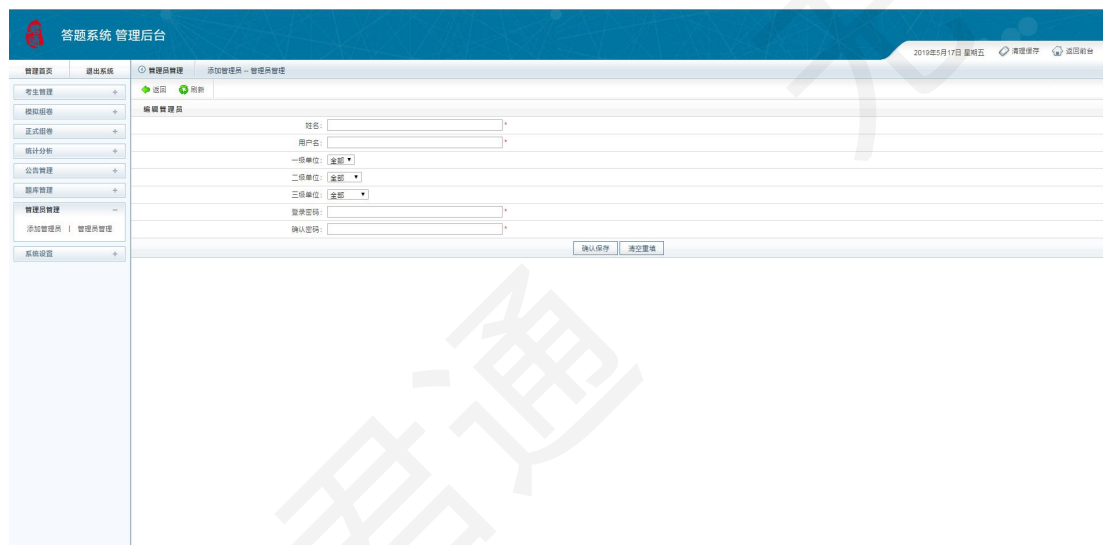 答题系统 管理后台
2019年5月17日 星期五 清理缓存 返回前台
管理首页 退出系统
管理员管理 添加管理员 – 管理员管理
返回 刷新
考生管理 +
模拟组卷 +
正式组卷 +
统计分析 +
公告管理 +
题库管理 +
管理员管理 –
添加管理员 | 管理员管理
系统设置 +
编辑管理员
姓名: *
用户名: *
一级单位: 全部
二级单位: 全部
三级单位: 全部
登录密码: *
确认密码: *
确认保存 清空重填
君通